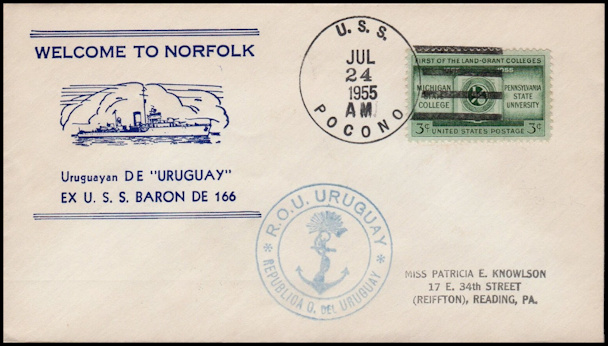 WELCOME TO NORFOLK
Uruguayan DE "URUGUAY"
EX U. S. S. BARON DE 166
U. S. S.
JUL
24
1955
AM
POCONO
FIRST OF THE LAND-GRANT COLLEGES
1955
MICHIGAN
STATE
COLLEGE
PENNSYLVANIA
STATE
UNIVERSITY
3¢ UNITED STATES POSTAGE 3¢
* R.O.U. URUGUAY *
REPUBLICA O. DEL URUGUAY
MISS PATRICIA E. KNOWLSON
17 E. 34th STREET
(REIFFTON), READING, PA.